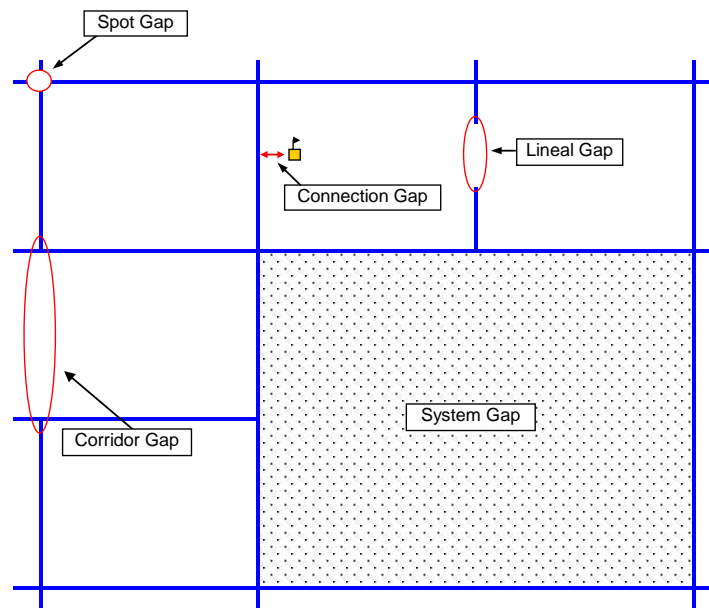 Spot Gap
Lineal Gap
Connection Gap
System Gap
Corridor Gap